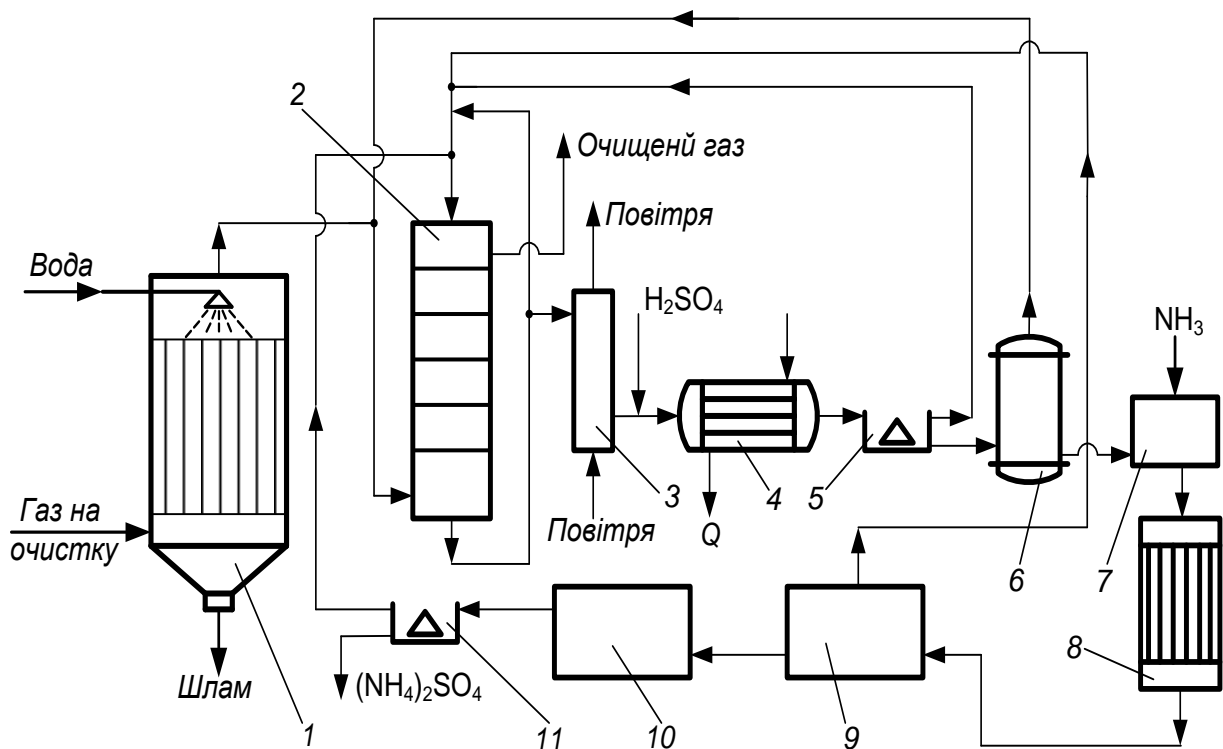 2
Очищенй газ
Повітря
Вода
H₂SO₄
NH₃
Газ на
очистку
Повітря
3
Q
4
5
6
7
8
Шлам
1
(NH₄)₂SO₄
11
10
9